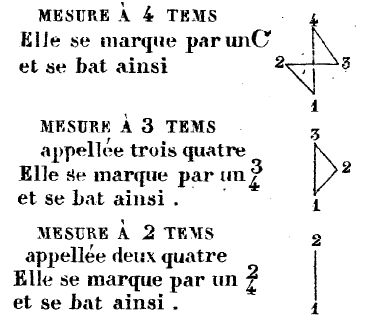 MESURE À 4 TEMS
Elle se marque par un C
et se bat ainsi
4
2 3
1
MESURE À 3 TEMS
appellée trois quatre
Elle se marque par un 3/4
et se bat ainsi .
3
2
1
MESURE À 2 TEMS
appellée deux quatre
Elle se marque par un 2/4
et se bat ainsi .
2
1